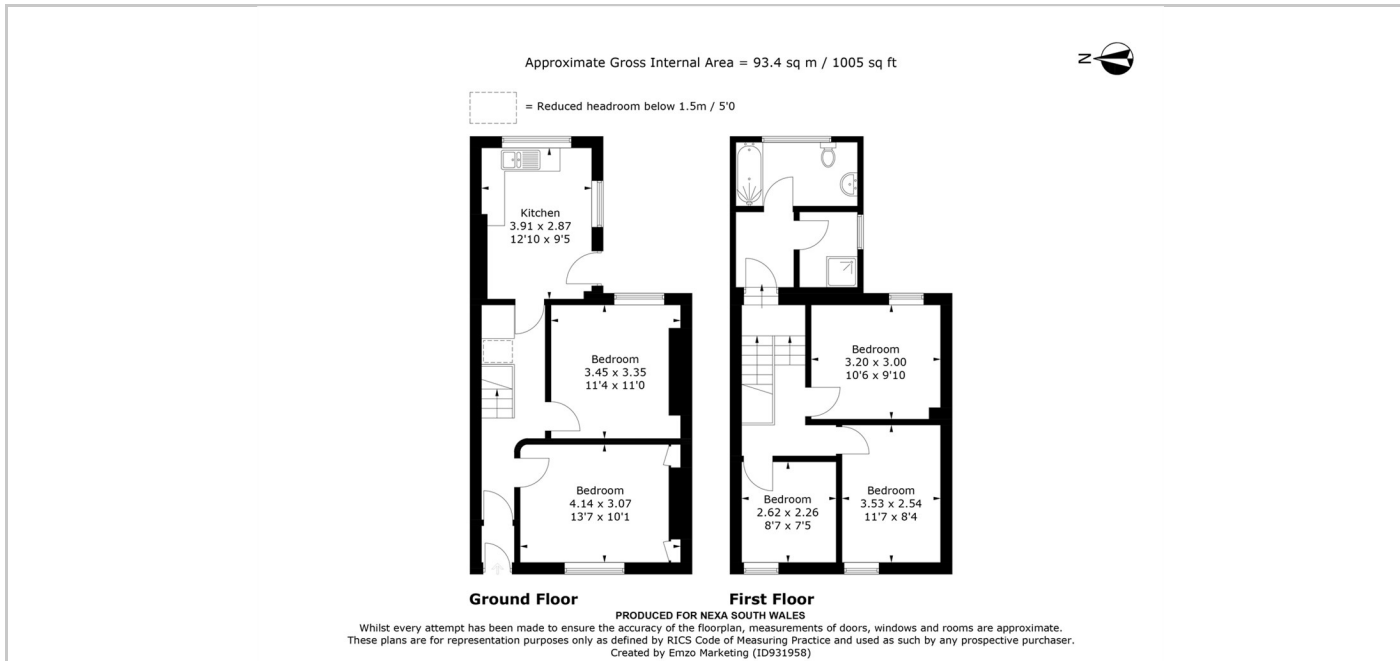 Approximate Gross Internal Area = 93.4 sq m / 1005 sq ft
N
= Reduced headroom below 1.5m / 5'0
Kitchen
3.91 x 2.87
12'10 x 9'5
Bedroom
3.45 x 3.35
11'4 x 11'0
Bedroom
4.14 x 3.07
13'7 x 10'1
Bedroom
3.20 x 3.00
10'6 x 9'10
Bedroom
2.62 x 2.26
8'7 x 7'5
Bedroom
3.53 x 2.54
11'7 x 8'4
Ground Floor
First Floor
PRODUCED FOR NEXA SOUTH WALES
Whilst every attempt has been made to ensure the accuracy of the floorplan, measurements of doors, windows and rooms are approximate.
These plans are for representation purposes only as defined by RICS Code of Measuring Practice and used as such by any prospective purchaser.
Created by Emzo Marketing (ID931958)